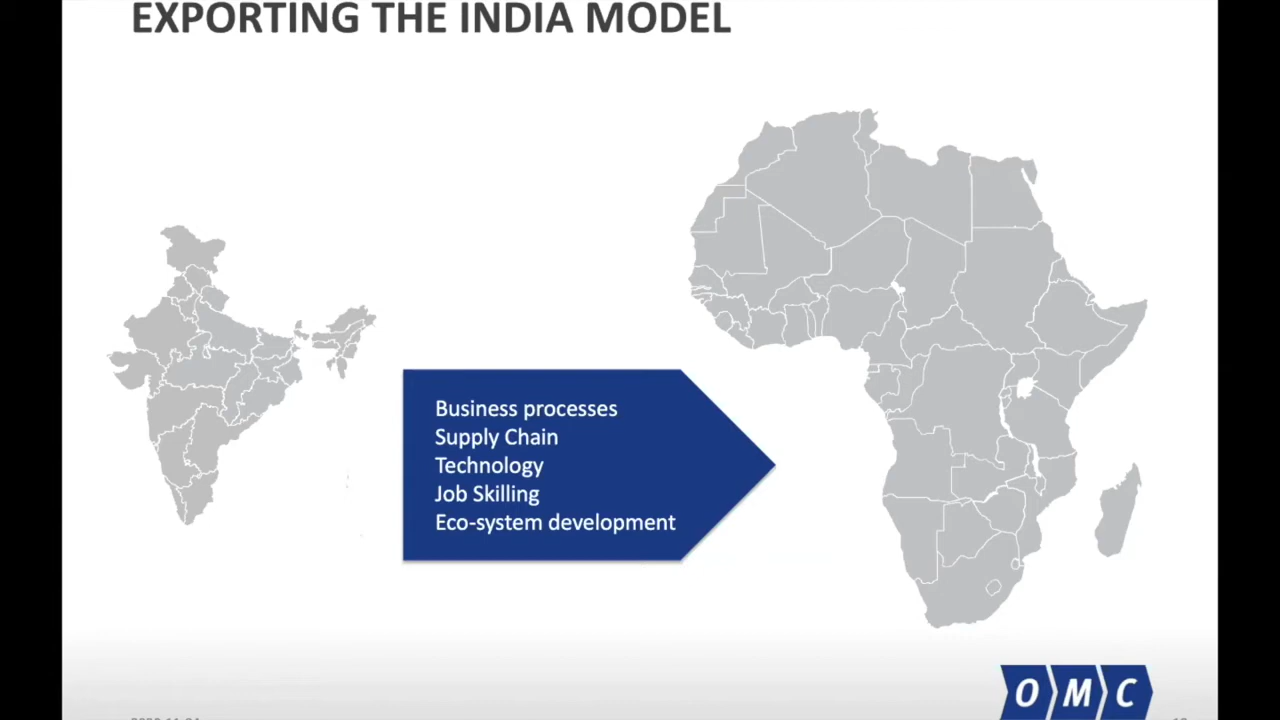 EXPORTING THE INDIA MODEL
Business processes
Supply Chain
Technology
Job Skilling
Eco-system development
OMC